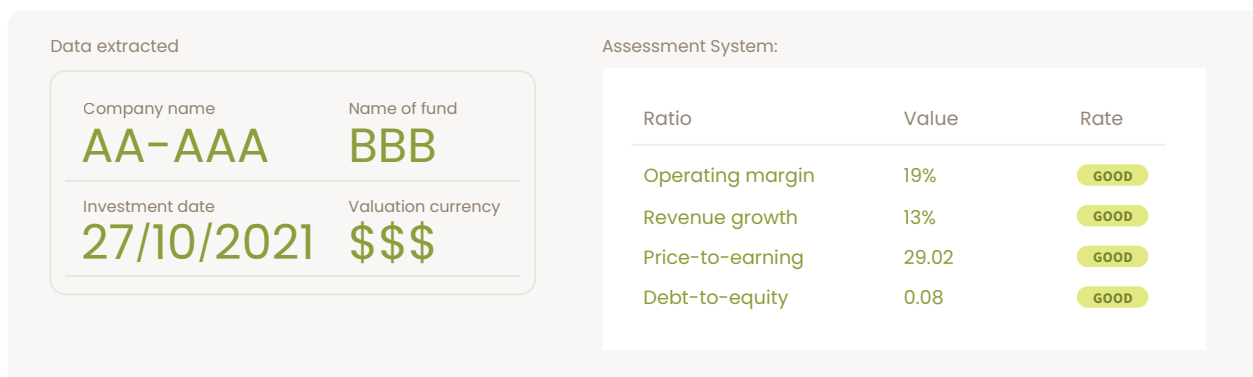 Data extracted
Company name Name of fund
AA-AAA BBB
Investment date Valuation currency
27/10/2021 $$$
Assessment System:
Ratio Value Rate
Operating margin 19% GOOD
Revenue growth 13% GOOD
Price-to-earning 29.02 GOOD
Debt-to-equity 0.08 GOOD